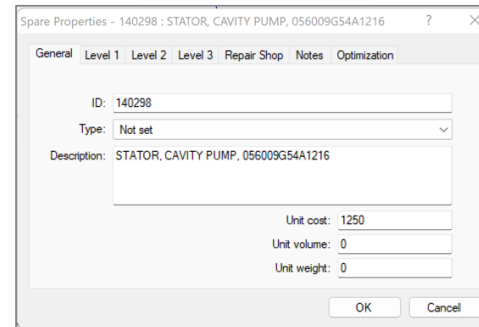 Spare Properties - 140298 : STATOR, CAVITY PUMP, 056009G54A1216 ? ×
General Level 1 Level 2 Level 3 Repair Shop Notes Optimization
ID: 140298
Type: Not set
Description: STATOR, CAVITY PUMP, 056009G54A1216
Unit cost: 1250
Unit volume: 0
Unit weight: 0
OK Cancel